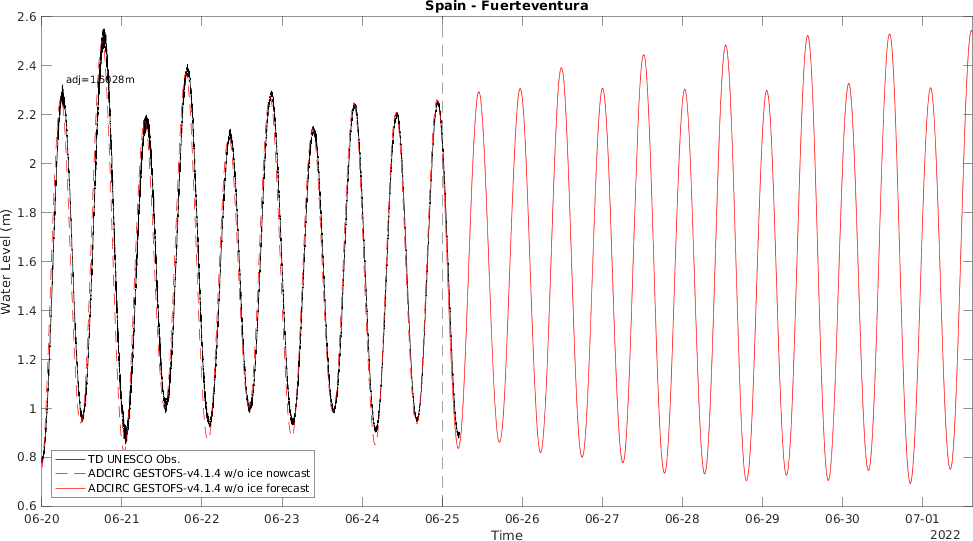 Spain - Fuerteventura
2.6
2.4
adj=1.5028m
2.2
2
1.8
1.6
1.4
1.2
1
0.8
0.6
Water Level (m)
TD UNESCO Obs.
ADCIRC GESTOFS-v4.1.4 w/o ice nowcast
ADCIRC GESTOFS-v4.1.4 w/o ice forecast
06-20 06-21 06-22 06-23 06-24 06-25 06-26 06-27 06-28 06-29 06-30 07-01
2022
Time